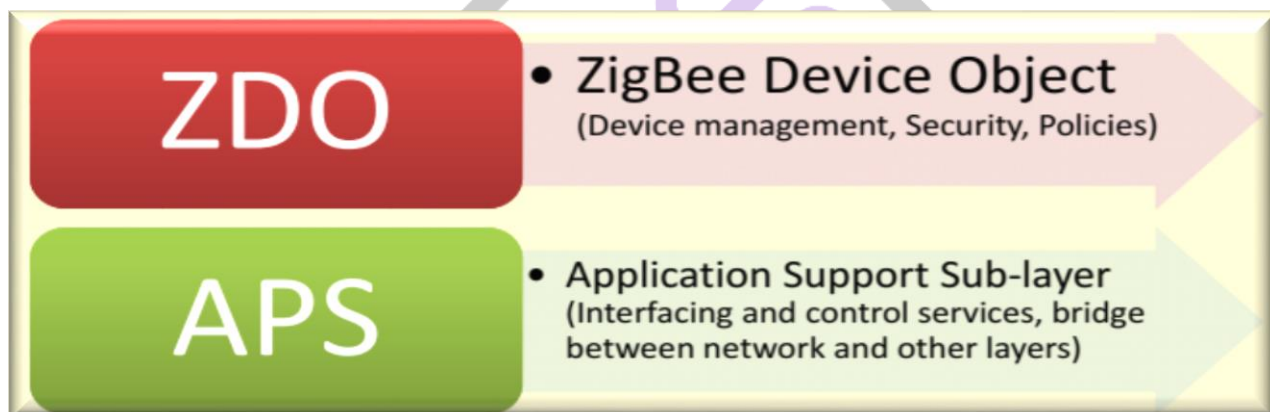 ZDO
• ZigBee Device Object
(Device management, Security, Policies)
APS
• Application Support Sub-layer
(Interfacing and control services, bridge
between network and other layers)